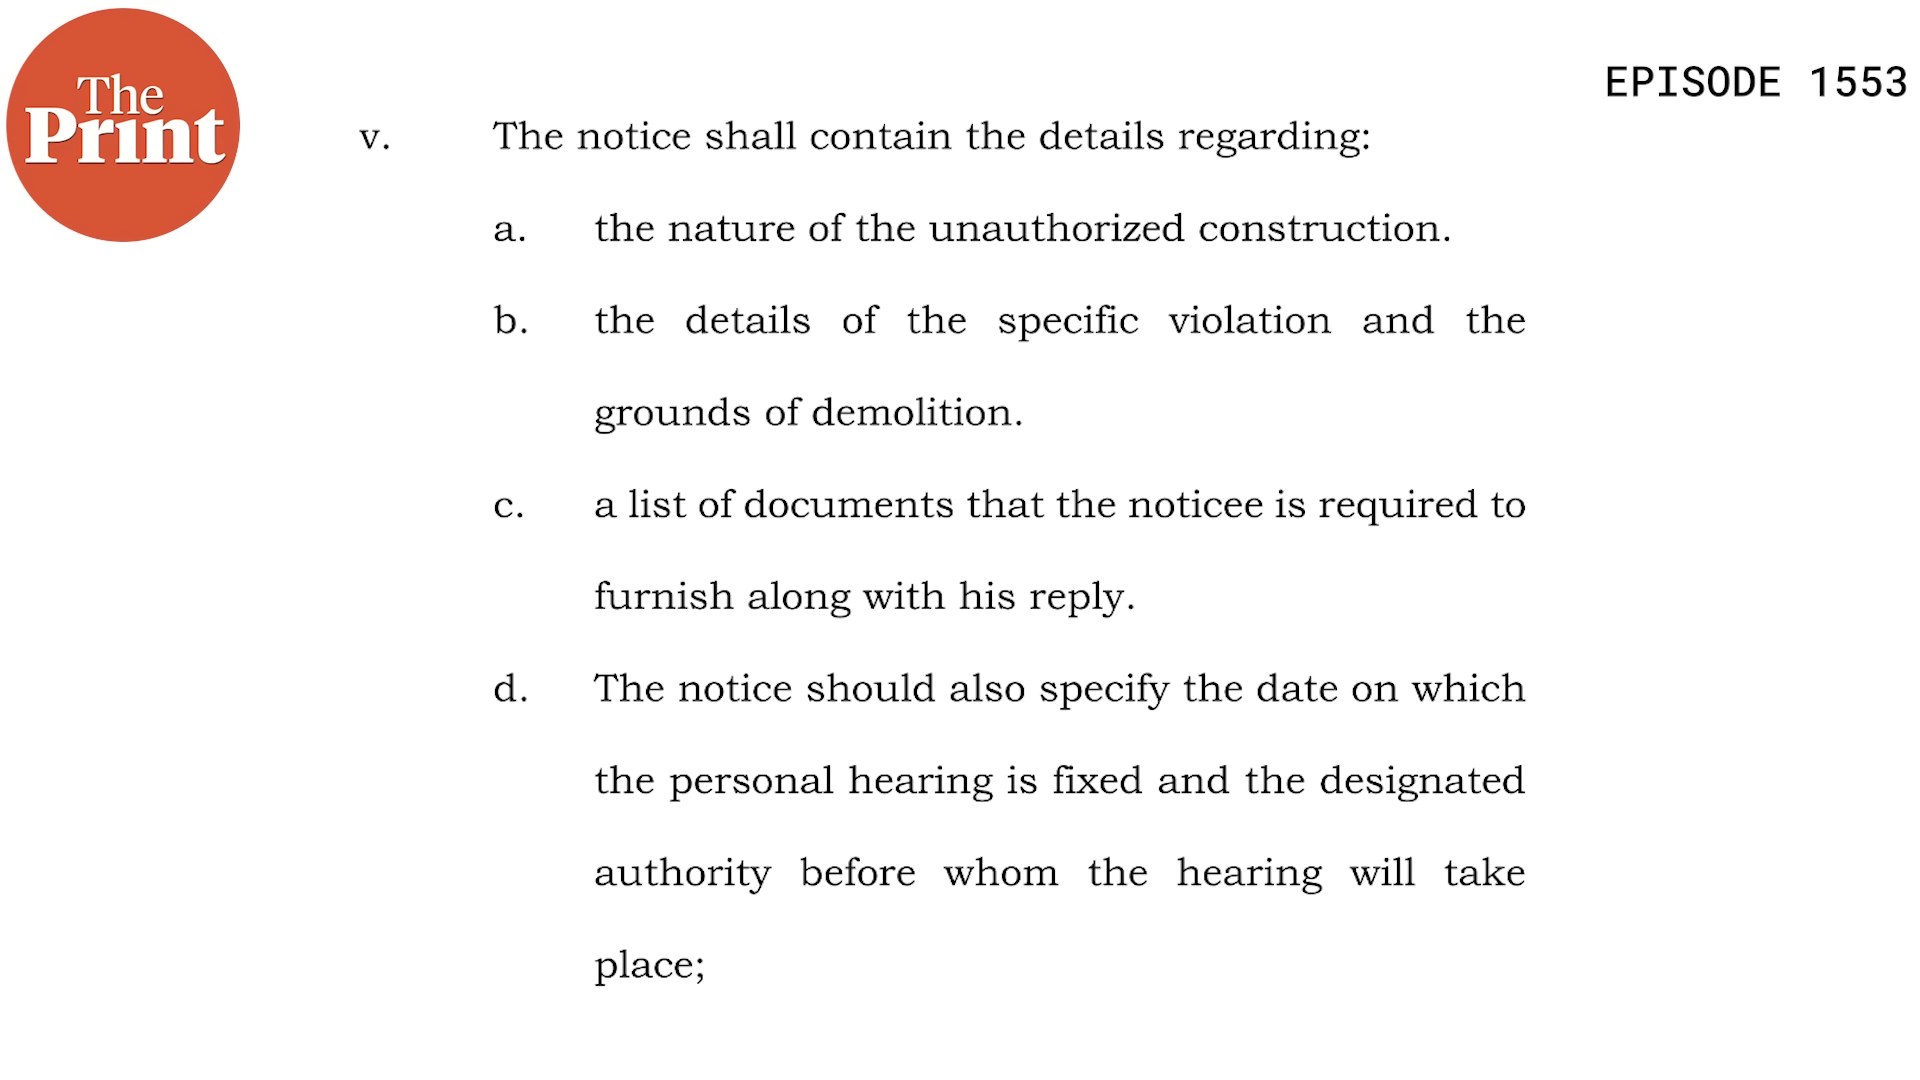 The
Print
EPISODE 1553
v. The notice shall contain the details regarding:
a. the nature of the unauthorized construction.
b. the details of the specific violation and the
grounds of demolition.
c. a list of documents that the noticee is required to
furnish along with his reply.
d. The notice should also specify the date on which
the personal hearing is fixed and the designated
authority before whom the hearing will take
place;